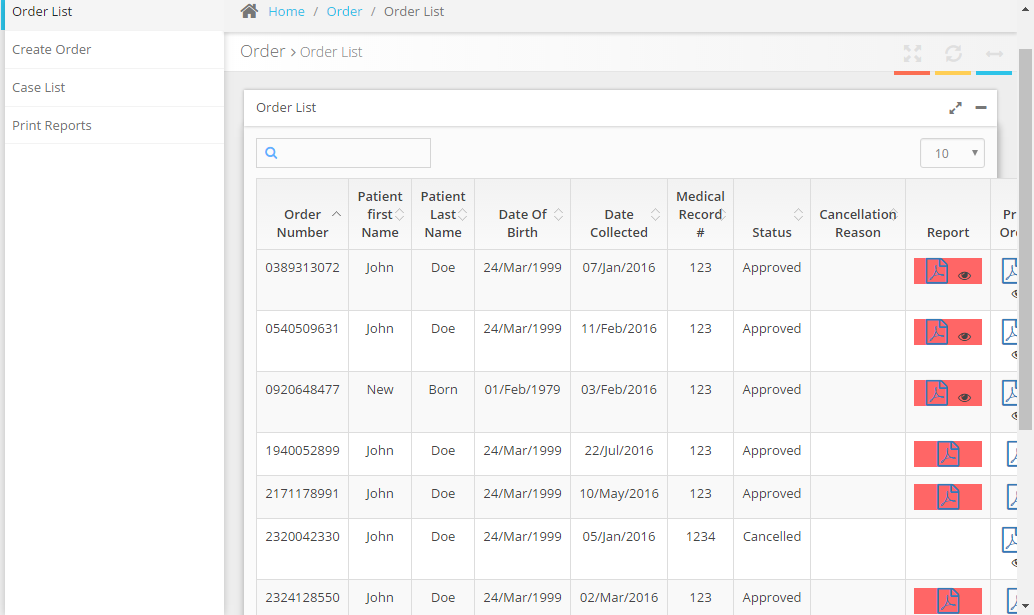 Order List
Create Order
Case List
Print Reports
Home / Order / Order List
Order > Order List
Order List
10
Order Number Patient first Name Patient Last Name Date Of Birth Date Collected Medical Record # Status Cancellation Reason Report Pr Or
0389313072 John Doe 24/Mar/1999 07/Jan/2016 123 Approved
0540509631 John Doe 24/Mar/1999 11/Feb/2016 123 Approved
0920648477 New Born 01/Feb/1979 03/Feb/2016 123 Approved
1940052899 John Doe 24/Mar/1999 22/Jul/2016 123 Approved
2171178991 John Doe 24/Mar/1999 10/May/2016 123 Approved
2320042330 John Doe 24/Mar/1999 05/Jan/2016 1234 Cancelled
2324128550 John Doe 24/Mar/1999 02/Mar/2016 123 Approved